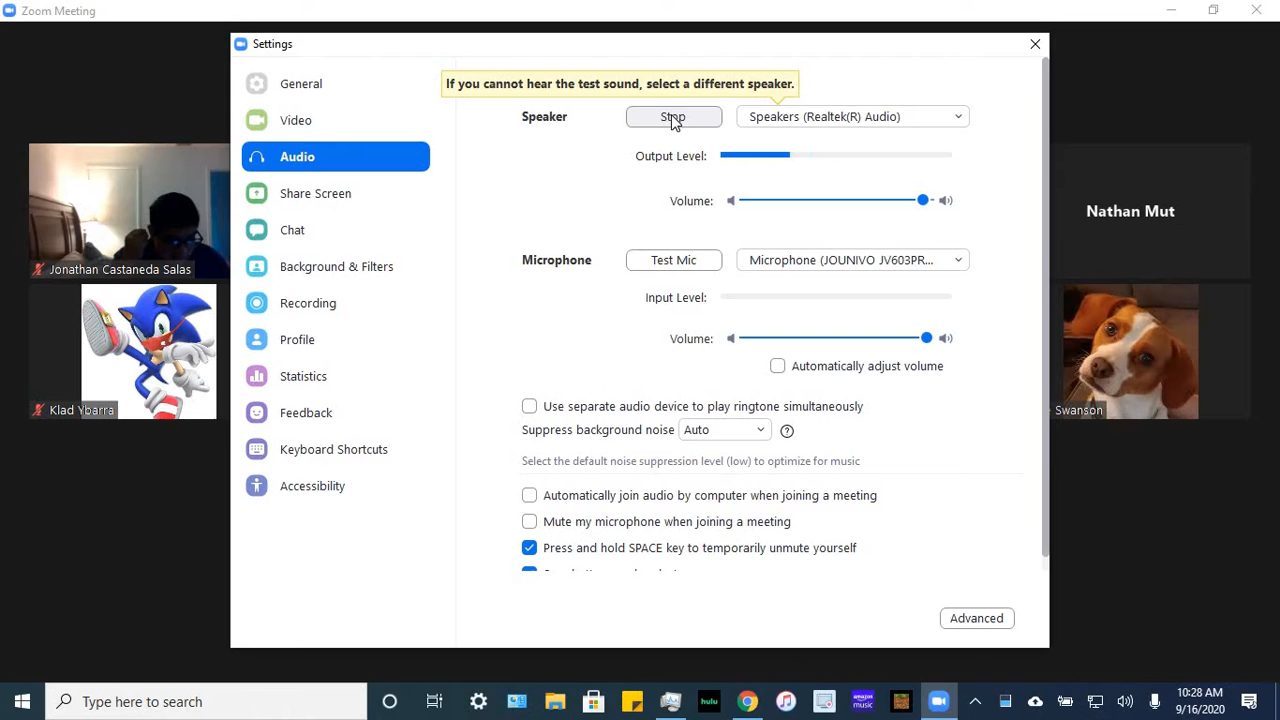 Zoom Meeting
Settings
General
Video
Audio
Share Screen
Chat
Background & Filters
Recording
Profile
Statistics
Feedback
Keyboard Shortcuts
Accessibility
If you cannot hear the test sound, select a different speaker.
Speaker
Stop
Speakers (Realtek(R) Audio)
Output Level:
Volume:
Microphone
Test Mic
Microphone (JOUNIVO JV603PR...
Input Level:
Volume:
Automatically adjust volume
Use separate audio device to play ringtone simultaneously
Suppress background noise
Auto
Select the default noise suppression level (low) to optimize for music
Automatically join audio by computer when joining a meeting
Mute my microphone when joining a meeting
Press and hold SPACE key to temporarily unmute yourself
Advanced
Jonathan Castaneda Salas
Klad Ybarra
Nathan Mut
Swanson
Type here to search
hulu
amazon music
10:28 AM
9/16/2020